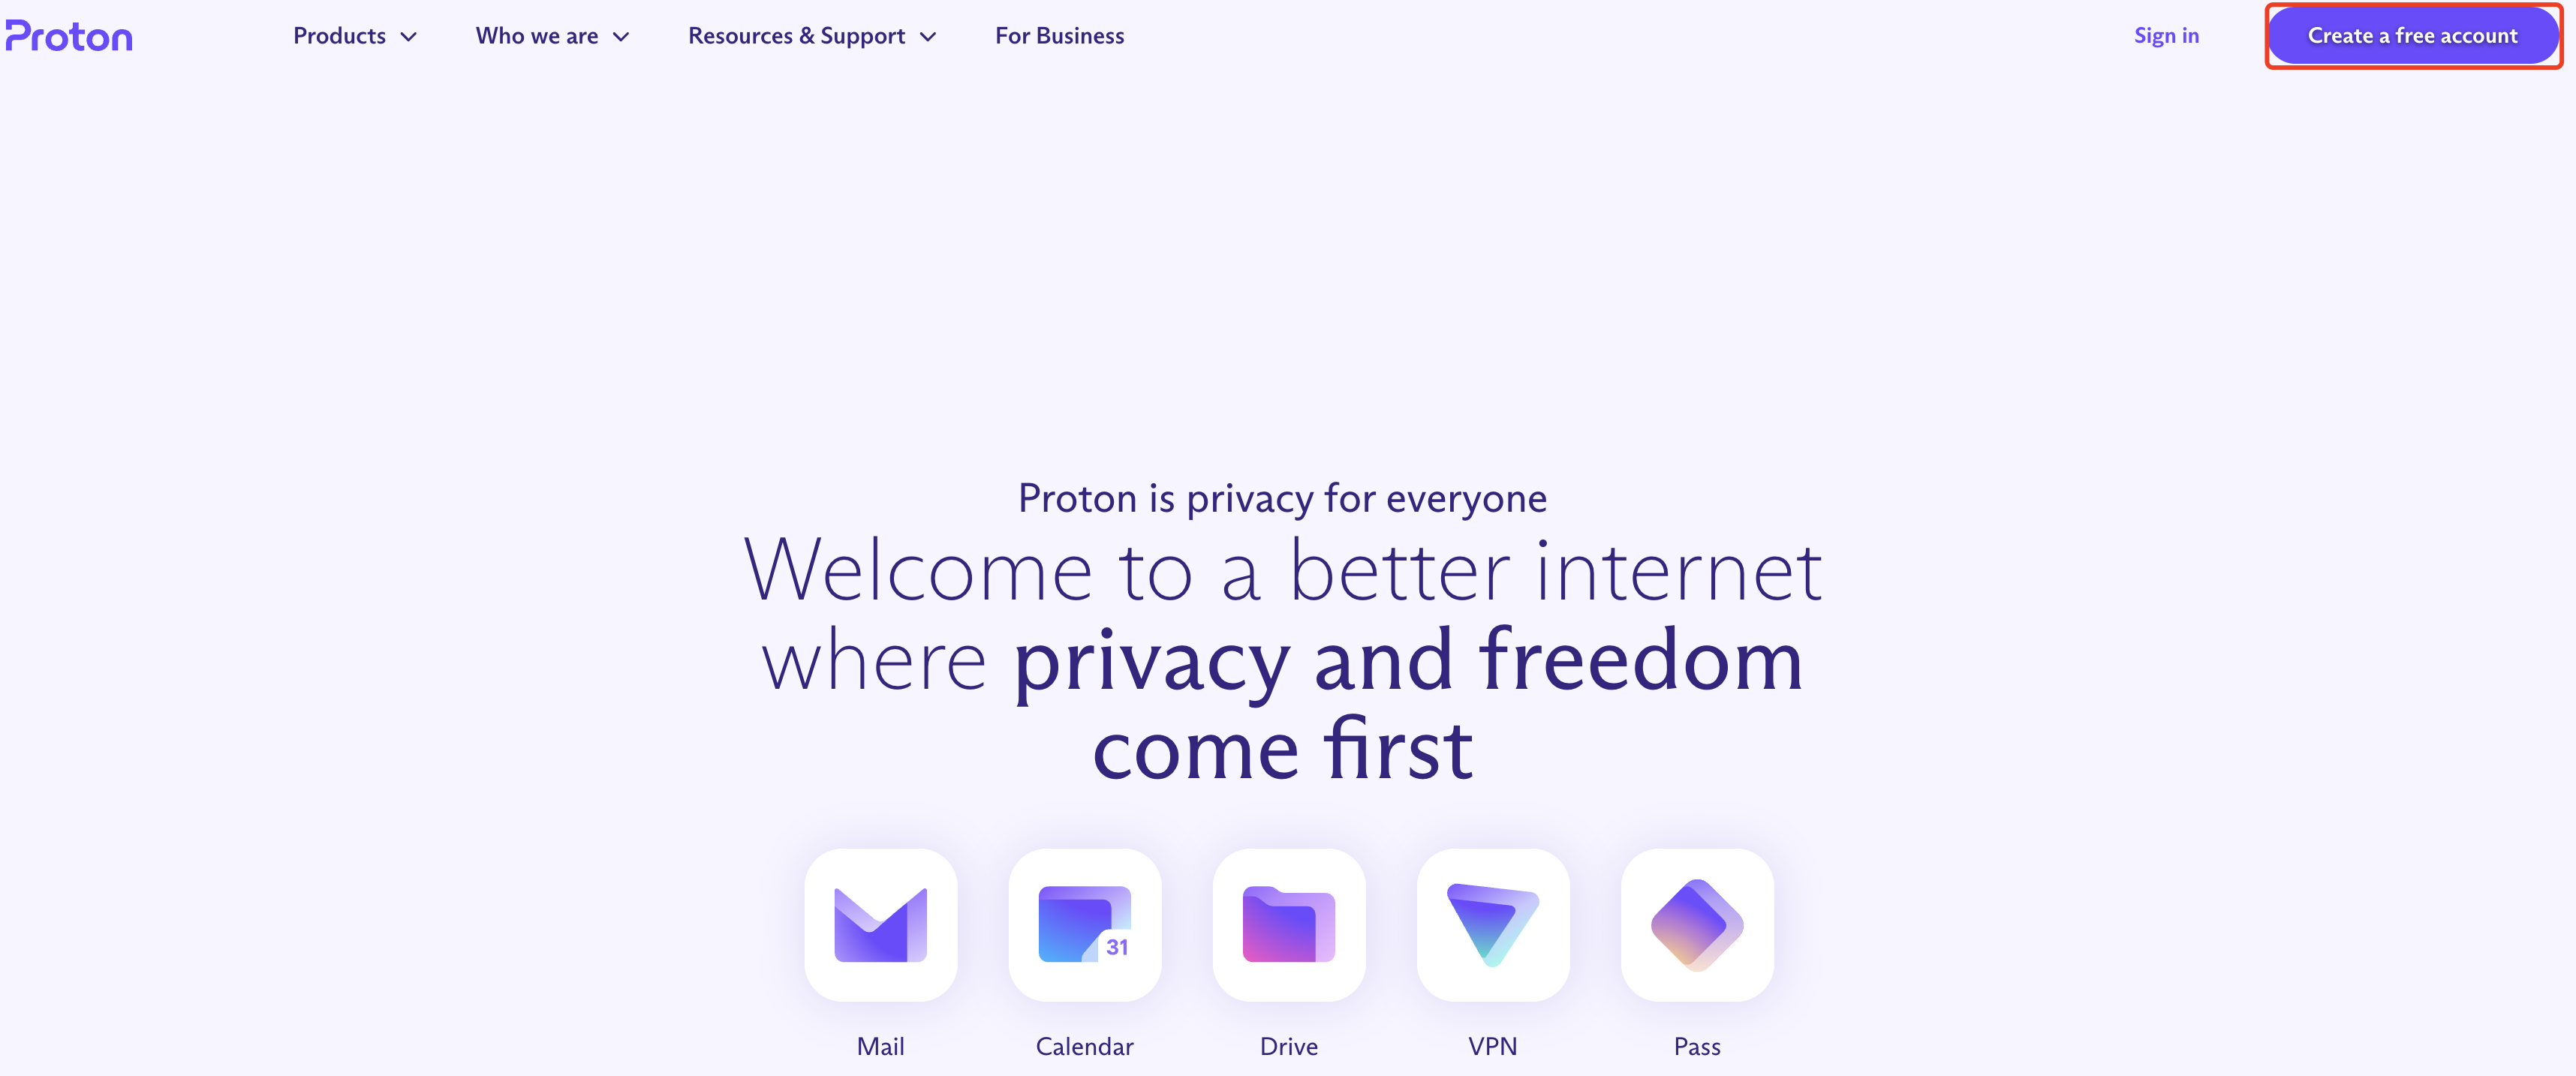 Proton
Products
Who we are
Resources & Support
For Business
Sign in
Create a free account
Proton is privacy for everyone
Welcome to a better internet
where privacy and freedom
come first
31
Mail
Calendar
Drive
VPN
Pass